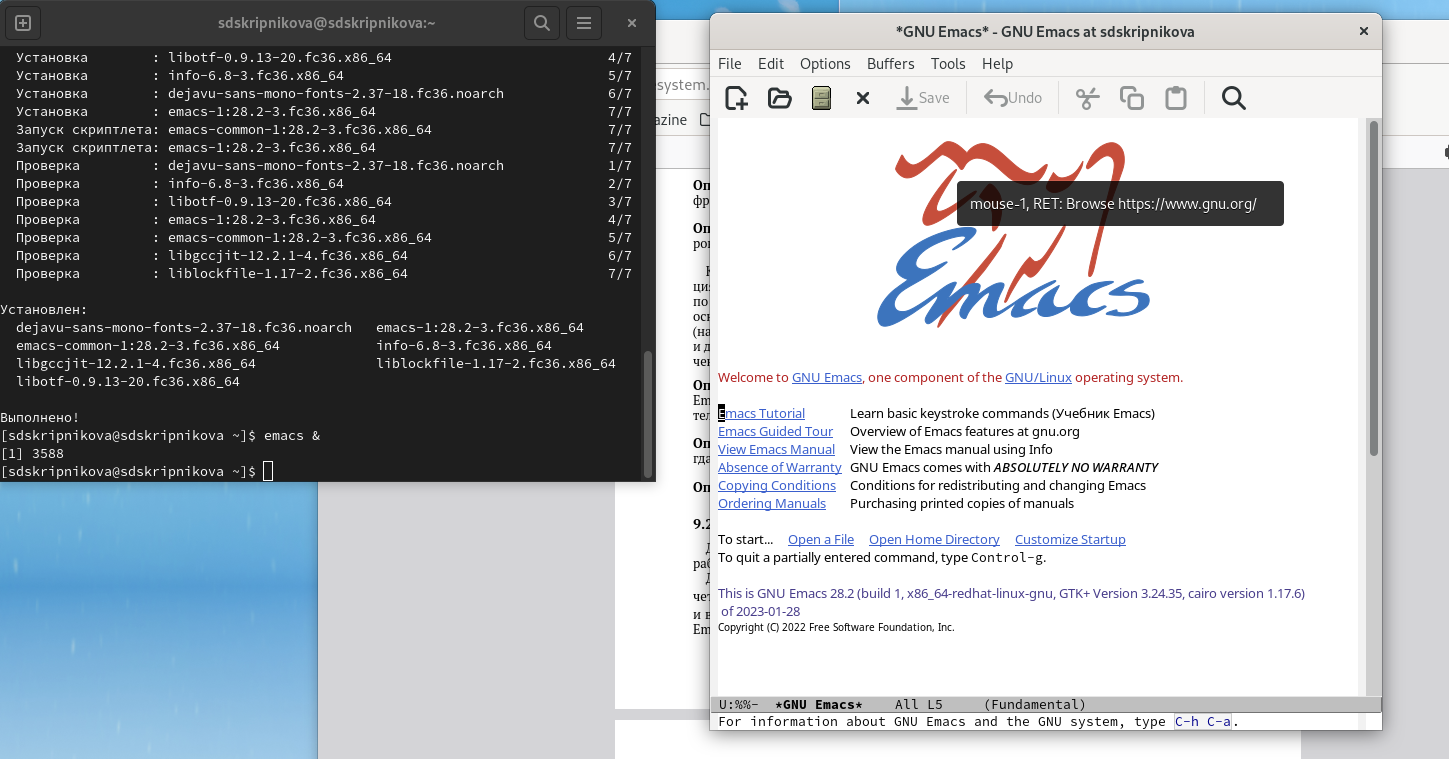 sdskripnikova@sdskripnikova:~
Установка : libotf-0.9.13-20.fc36.x86_64 4/7
Установка : info-6.8-3.fc36.x86_64 5/7
Установка : dejavu-sans-mono-fonts-2.37-18.fc36.noarch 6/7
Установка : emacs-1:28.2-3.fc36.x86_64 7/7
Запуск скриптлета: emacs-common-1:28.2-3.fc36.x86_64 7/7
Запуск скриптлета: emacs-1:28.2-3.fc36.x86_64 7/7
Проверка : dejavu-sans-mono-fonts-2.37-18.fc36.noarch 1/7
Проверка : info-6.8-3.fc36.x86_64 2/7
Проверка : libotf-0.9.13-20.fc36.x86_64 3/7
Проверка : emacs-1:28.2-3.fc36.x86_64 4/7
Проверка : emacs-common-1:28.2-3.fc36.x86_64 5/7
Проверка : libgccjit-12.2.1-4.fc36.x86_64 6/7
Проверка : liblockfile-1.17-2.fc36.x86_64 7/7
Установлен:
dejavu-sans-mono-fonts-2.37-18.fc36.noarch emacs-1:28.2-3.fc36.x86_64
emacs-common-1:28.2-3.fc36.x86_64 info-6.8-3.fc36.x86_64
libgccjit-12.2.1-4.fc36.x86_64 liblockfile-1.17-2.fc36.x86_64
libotf-0.9.13-20.fc36.x86_64
Выполнено!
[sdskripnikova@sdskripnikova ~]$ emacs &
[1] 3588
[sdskripnikova@sdskripnikova ~]$
*GNU Emacs* - GNU Emacs at sdskripnikova
File Edit Options Buffers Tools Help
Save Undo
mouse-1, RET: Browse https://www.gnu.org/
Emacs
Welcome to GNU Emacs, one component of the GNU/Linux operating system.
Emacs Tutorial Learn basic keystroke commands (Учебник Emacs)
Emacs Guided Tour Overview of Emacs features at gnu.org
View Emacs Manual View the Emacs manual using Info
Absence of Warranty GNU Emacs comes with ABSOLUTELY NO WARRANTY
Copying Conditions Conditions for redistributing and changing Emacs
Ordering Manuals Purchasing printed copies of manuals
To start... Open a File Open Home Directory Customize Startup
To quit a partially entered command, type Control-g.
This is GNU Emacs 28.2 (build 1, x86_64-redhat-linux-gnu, GTK+ Version 3.24.35, cairo version 1.17.6)
of 2023-01-28
Copyright (C) 2022 Free Software Foundation, Inc.
U:%%- *GNU Emacs* All L5 (Fundamental)
For information about GNU Emacs and the GNU system, type C-h C-a.